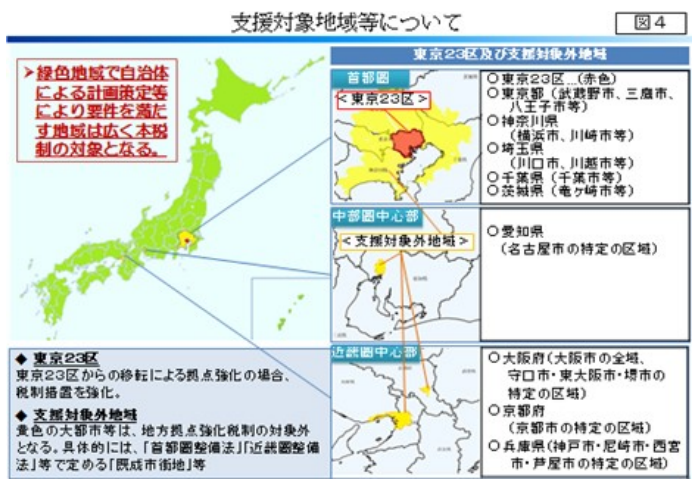 支援対象地域等について
図4
➢緑色地域で自治体
による計画策定等
により要件を満た
す地域は広く本税
制の対象となる。
東京23区及び支援対象外地域
首都圏
<東京23区>
○東京23区…(赤色)
○東京都(武蔵野市、三鷹市、
八王子市等)
○神奈川県
(横浜市、川崎市等)
○埼玉県
(川口市、川越市等)
○千葉県(千葉市等)
○茨城県(竜ヶ崎市等)
中部圏中心部
<支援対象外地域>
○愛知県
(名古屋市の特定の区域)
近畿圏中心部
○大阪府(大阪市の全域、
守口市・東大阪市・堺市の
特定の区域)
○京都府
(京都市の特定の区域)
○兵庫県(神戸市・尼崎市・西宮
市・芦屋市の特定の区域)
◆ 東京23区
東京23区からの移転による拠点強化の場合、
税制措置を強化。
◆ 支援対象外地域
黄色の大都市等は、地方拠点強化税制の対象外
となる。具体的には、「首都圏整備法」「近畿圏整備
法」等で定める「既成市街地」等